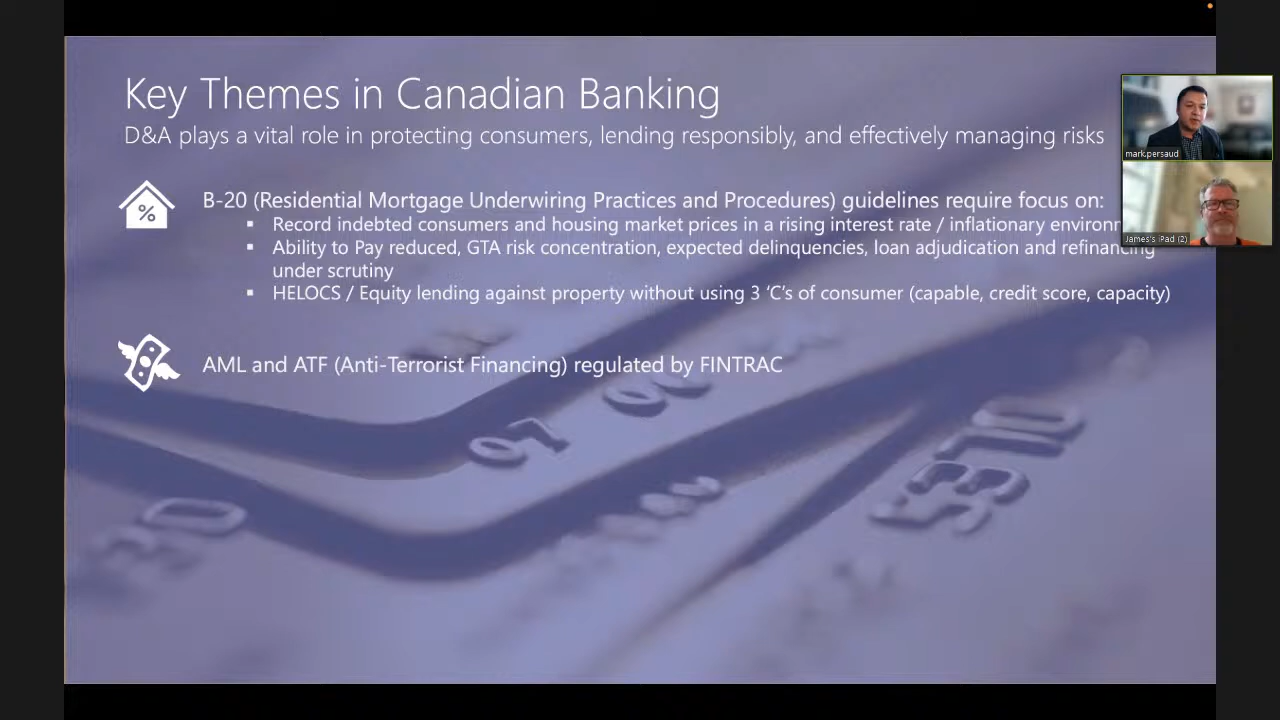 Key Themes in Canadian Banking
D&A plays a vital role in protecting consumers, lending responsibly, and effectively managing risks
B-20 (Residential Mortgage Underwiring Practices and Procedures) guidelines require focus on:
▪ Record indebted consumers and housing market prices in a rising interest rate / inflationary
▪ Ability to Pay reduced, GTA risk concentration, expected delinquencies, loan adjudication and refinancing
under scrutiny
▪ HELOCS / Equity lending against property without using 3 ‘C’s of consumer (capable, credit score, capacity)
%
AML and ATF (Anti-Terrorist Financing) regulated by FINTRAC
mark.persaud
James's iPad (2)
97
30
5370